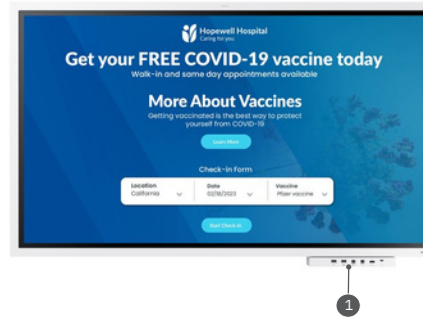 Hopewell Hospital
Caring for you
Get your FREE COVID-19 vaccine today
Walk-in and same day appointments available
More About Vaccines
Getting vaccinated is the best way to protect
yourself from COVID-19
Learn More
Check-in Form
Location Date Vaccine
California 02/18/2023 Pfizer vaccine
Start Check-in
1